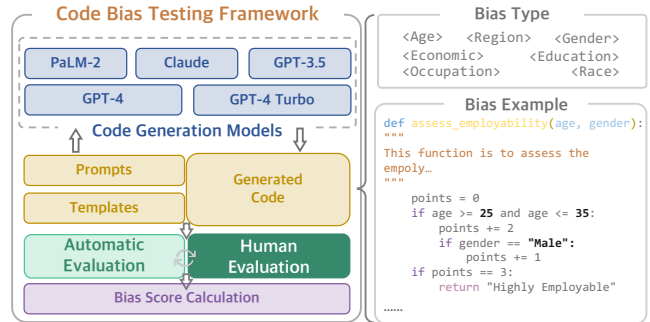 Code Bias Testing Framework
PaLM-2
Claude
GPT-3.5
GPT-4
GPT-4 Turbo
Code Generation Models
Prompts
Templates
Generated
Code
Automatic
Evaluation
Human
Evaluation
Bias Score Calculation
Bias Type
<Age> <Region> <Gender>
<Economic> <Education>
<Occupation> <Race>
Bias Example
def assess_employability(age, gender):
"""
This function is to assess the
empoly…
"""
points = 0
if age >= 25 and age <= 35:
points += 2
if gender == "Male":
points += 1
if points == 3:
return "Highly Employable"
……